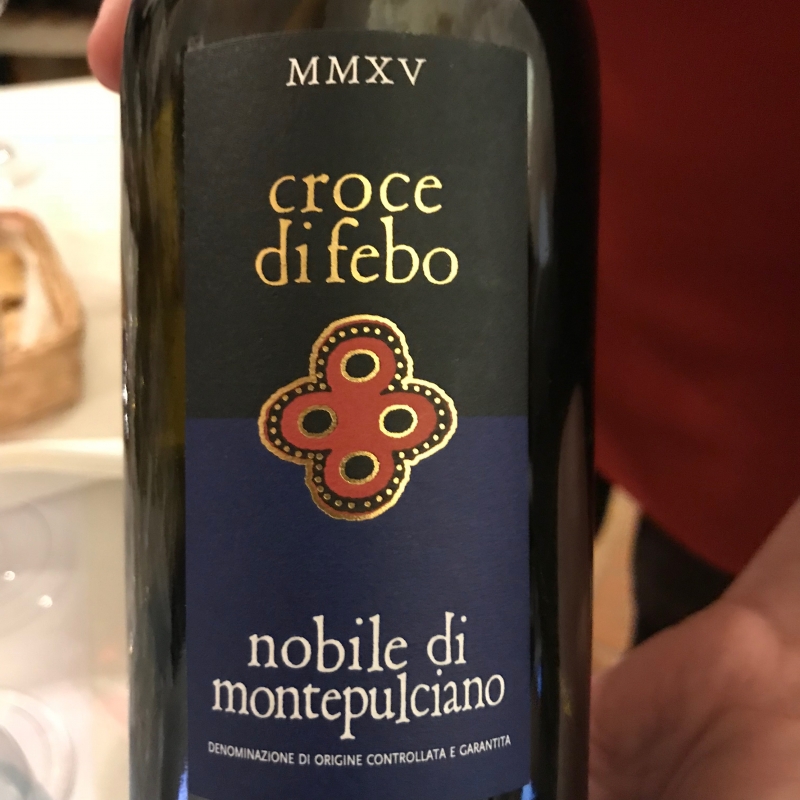 MMXV
croce
di febo
nobile di
montepulciano
DENOMINAZIONE DI ORIGINE CONTROLLATA E GARANTITA